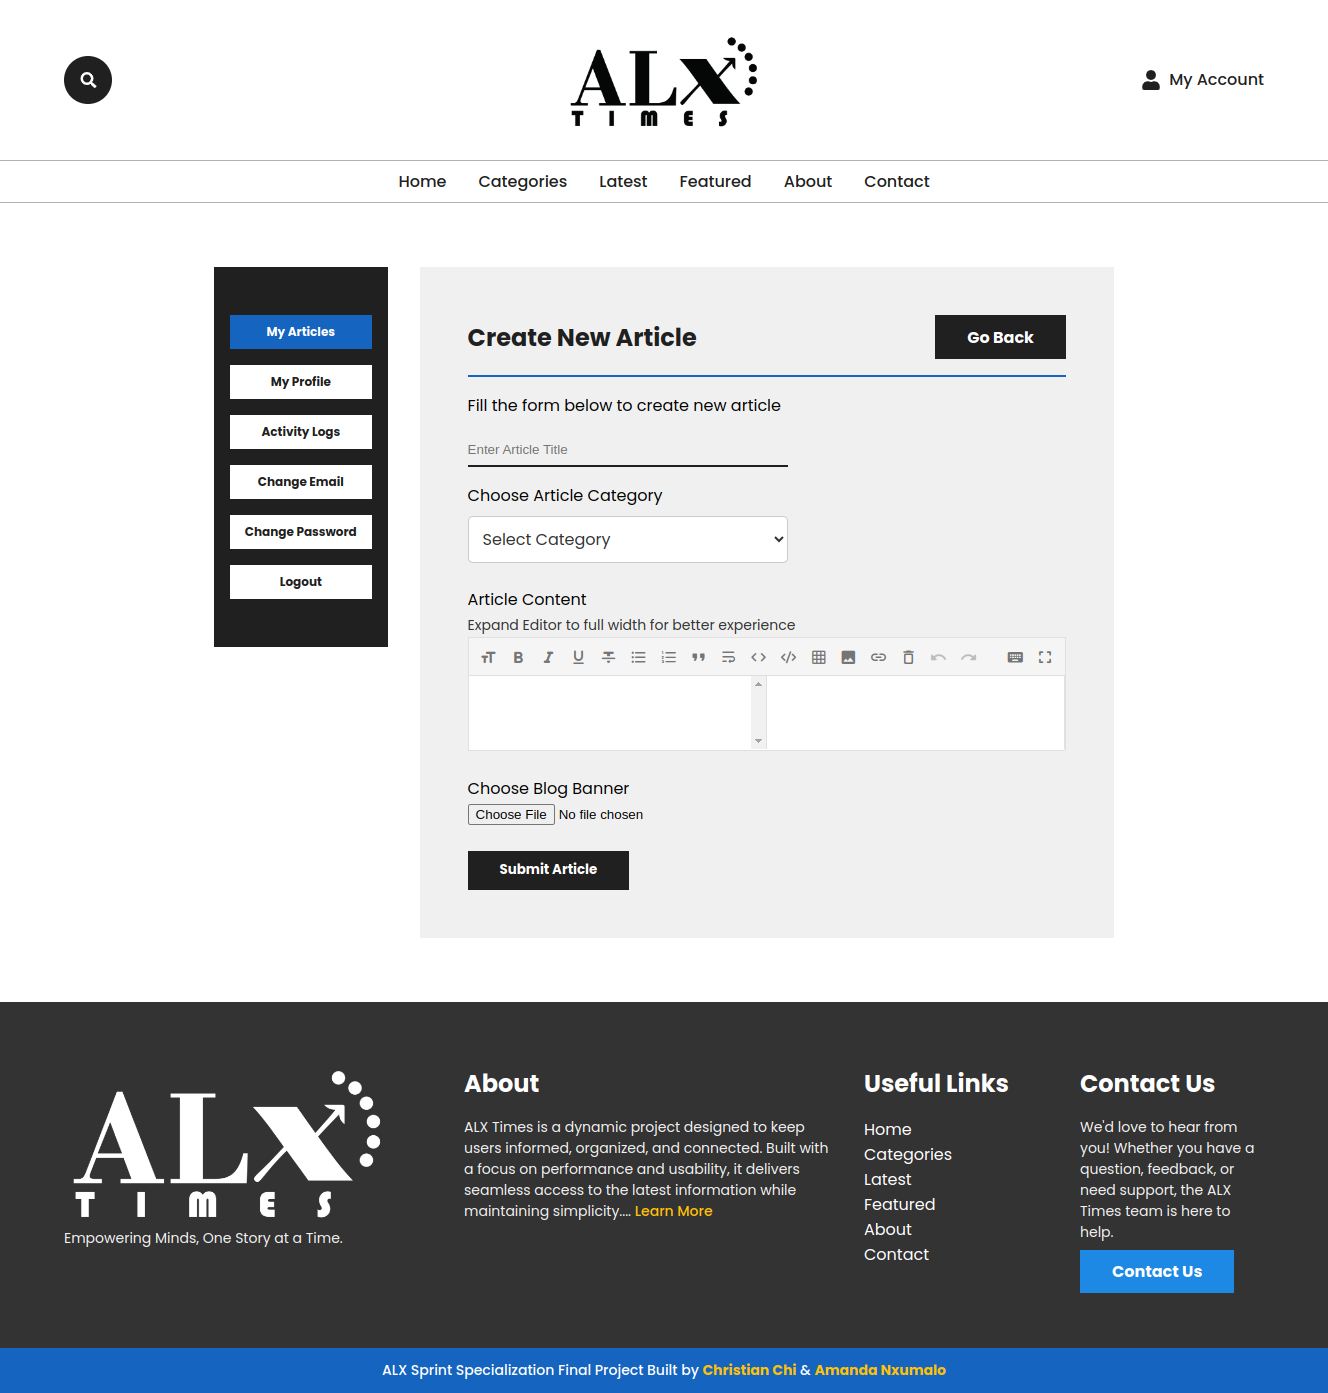 ALX
TIMES
My Account
Home Categories Latest Featured About Contact
My Articles
My Profile
Activity Logs
Change Email
Change Password
Logout
Create New Article
Go Back
Fill the form below to create new article
Enter Article Title
Choose Article Category
Select Category
Article Content
Expand Editor to full width for better experience
Choose Blog Banner
Choose File No file chosen
Submit Article
ALX
TIMES
Empowering Minds, One Story at a Time.
About
ALX Times is a dynamic project designed to keep
users informed, organized, and connected. Built with
a focus on performance and usability, it delivers
seamless access to the latest information while
maintaining simplicity.... Learn More
Useful Links
Home
Categories
Latest
Featured
About
Contact
Contact Us
We'd love to hear from
you! Whether you have a
question, feedback, or
need support, the ALX
Times team is here to
help.
Contact Us
ALX Sprint Specialization Final Project Built by Christian Chi & Amanda Nxumalo